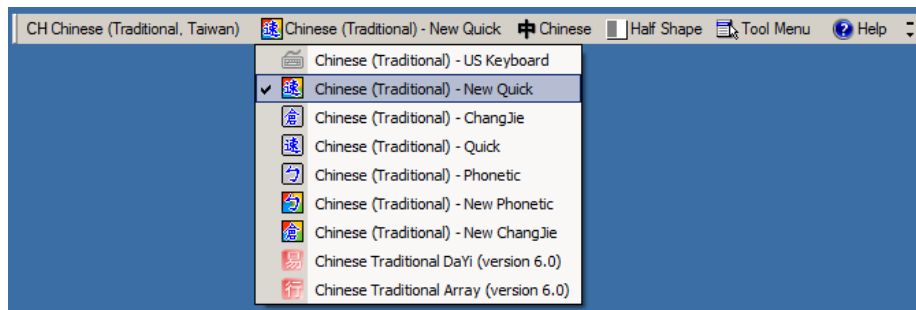 CH Chinese (Traditional, Taiwan) 速 Chinese (Traditional) - New Quick 中 Chinese Half Shape Tool Menu ? Help
Chinese (Traditional) - US Keyboard
✓ 速 Chinese (Traditional) - New Quick
倉 Chinese (Traditional) - ChangJie
速 Chinese (Traditional) - Quick
ㄅ Chinese (Traditional) - Phonetic
ㄅ Chinese (Traditional) - New Phonetic
倉 Chinese (Traditional) - New ChangJie
易 Chinese Traditional DaYi (version 6.0)
行 Chinese Traditional Array (version 6.0)